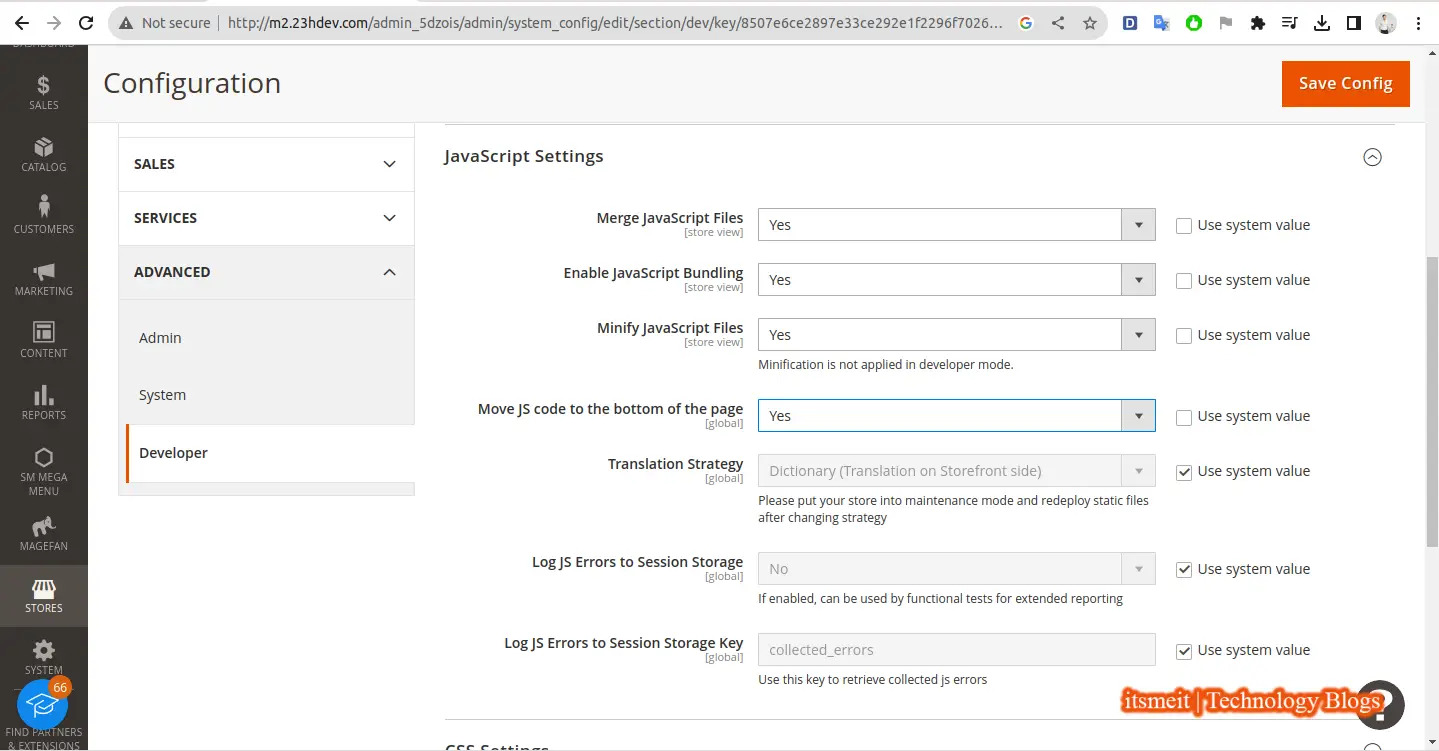 Not secure
http://m2.23hdev.com/admin_5dzois/admin/system_config/edit/section/dev/key/8507e6ce2897e33ce292e1f2296f7026...
DASHBOARD
SALES
CATALOG
CUSTOMERS
MARKETING
CONTENT
REPORTS
SM MEGA
MENU
MAGEFAN
STORES
SYSTEM
66
FIND PARTNERS
& EXTENSIONS
Configuration
Save Config
SALES
SERVICES
ADVANCED
Admin
System
Developer
JavaScript Settings
Merge JavaScript Files
[store view]
Yes
Use system value
Enable JavaScript Bundling
[store view]
Yes
Use system value
Minify JavaScript Files
[store view]
Yes
Use system value
Minification is not applied in developer mode.
Move JS code to the bottom of the page
[global]
Yes
Use system value
Translation Strategy
[global]
Dictionary (Translation on Storefront side)
Use system value
Please put your store into maintenance mode and redeploy static files
after changing strategy
Log JS Errors to Session Storage
[global]
No
Use system value
If enabled, can be used by functional tests for extended reporting
Log JS Errors to Session Storage Key
[global]
collected_errors
Use system value
Use this key to retrieve collected js errors
itsmeit | Technology Blogs
?
CSS Settings